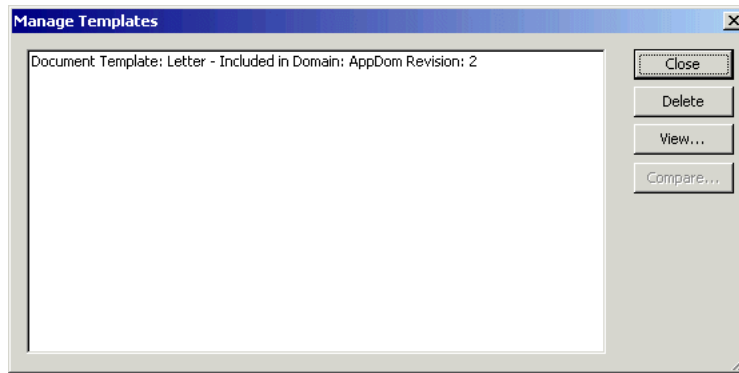 Manage Templates
Document Template: Letter - Included in Domain: AppDom Revision: 2
Close
Delete
View...
Compare...